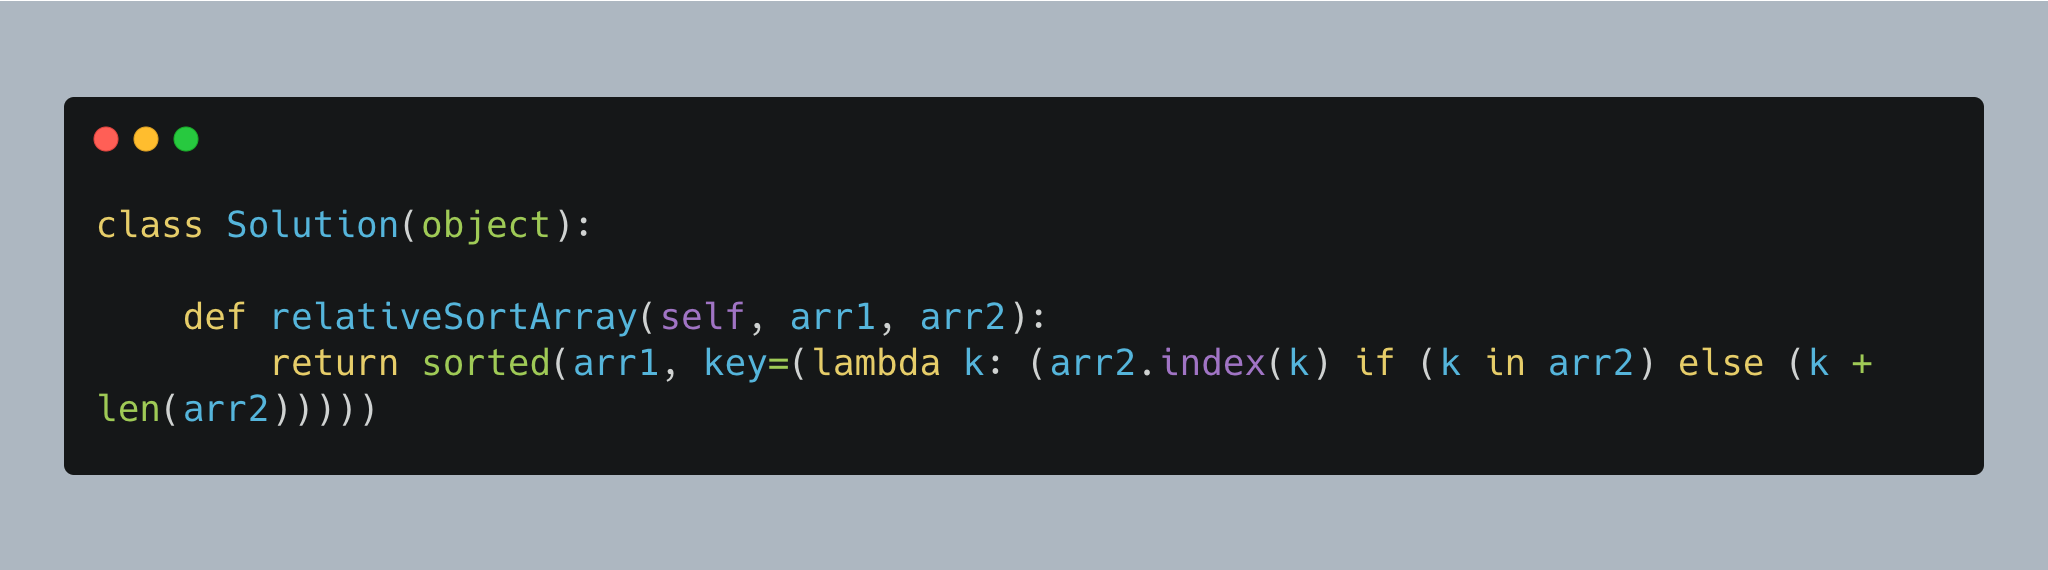 class Solution(object):
    def relativeSortArray(self, arr1, arr2):
        return sorted(arr1, key=(lambda k: (arr2.index(k) if (k in arr2) else (k +
len(arr2)))))